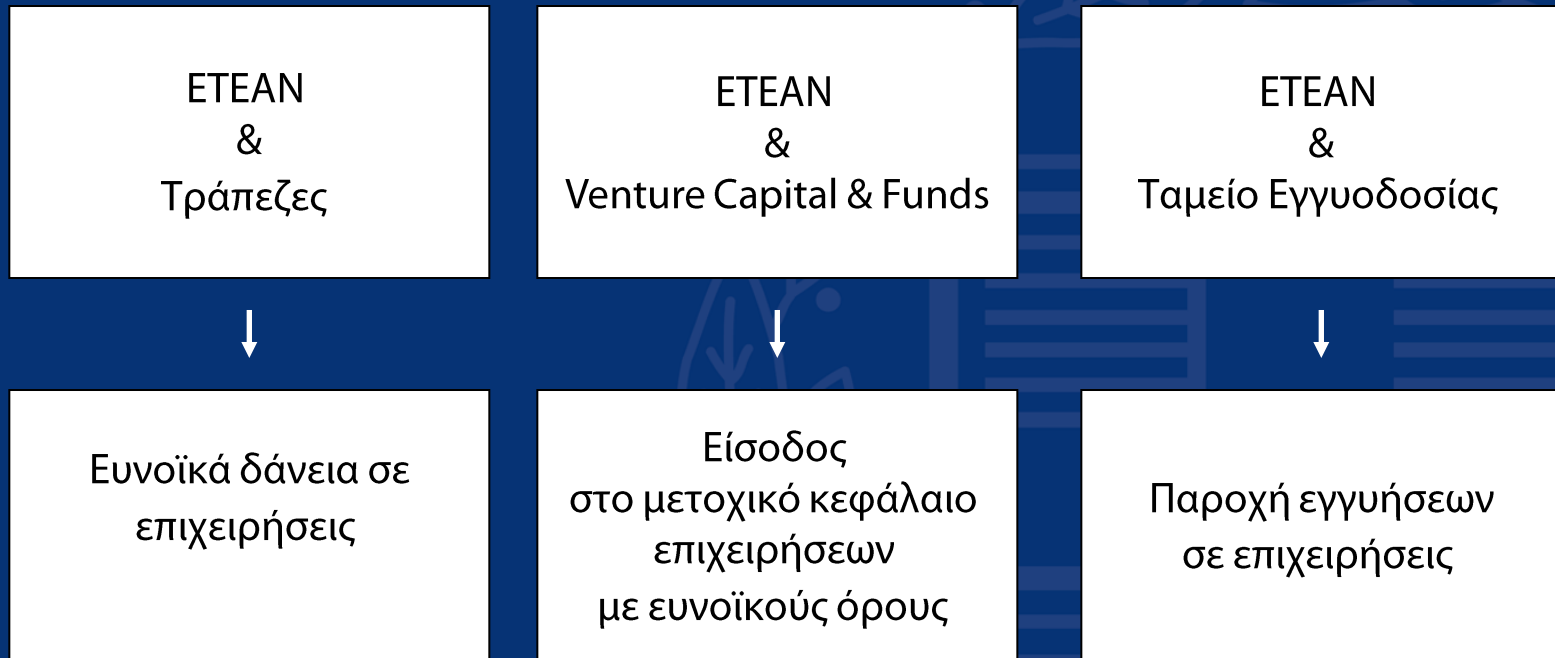 ΕΤΕΑΝ
&
Τράπεζες
ΕΤΕΑΝ
&
Venture Capital & Funds
ΕΤΕΑΝ
&
Ταμείο Εγγυοδοσίας
Ευνοϊκά δάνεια σε
επιχειρήσεις
Είσοδος
στο μετοχικό κεφάλαιο
επιχειρήσεων
με ευνοϊκούς όρους
Παροχή εγγυήσεων
σε επιχειρήσεις